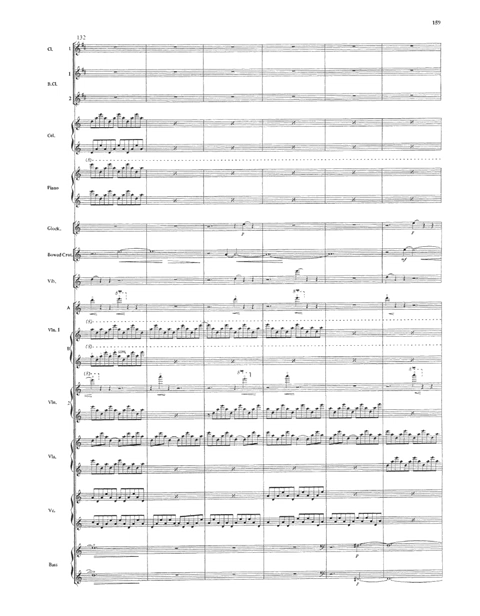 159
132
Cl. 1
1
B.Cl.
2
Cel.
Piano
Glock.
p
Bowed Crot.
Vib.
A
Vln. I
B
Vln. 2
Vla.
Vc.
Bass
p